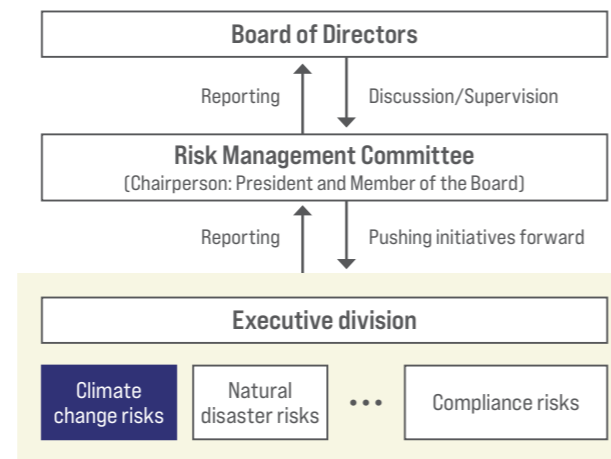 Board of Directors
Reporting
Discussion/Supervision
Risk Management Committee
(Chairperson: President and Member of the Board)
Reporting
Pushing initiatives forward
Executive division
Climate
change risks
Natural
disaster risks
•••
Compliance risks